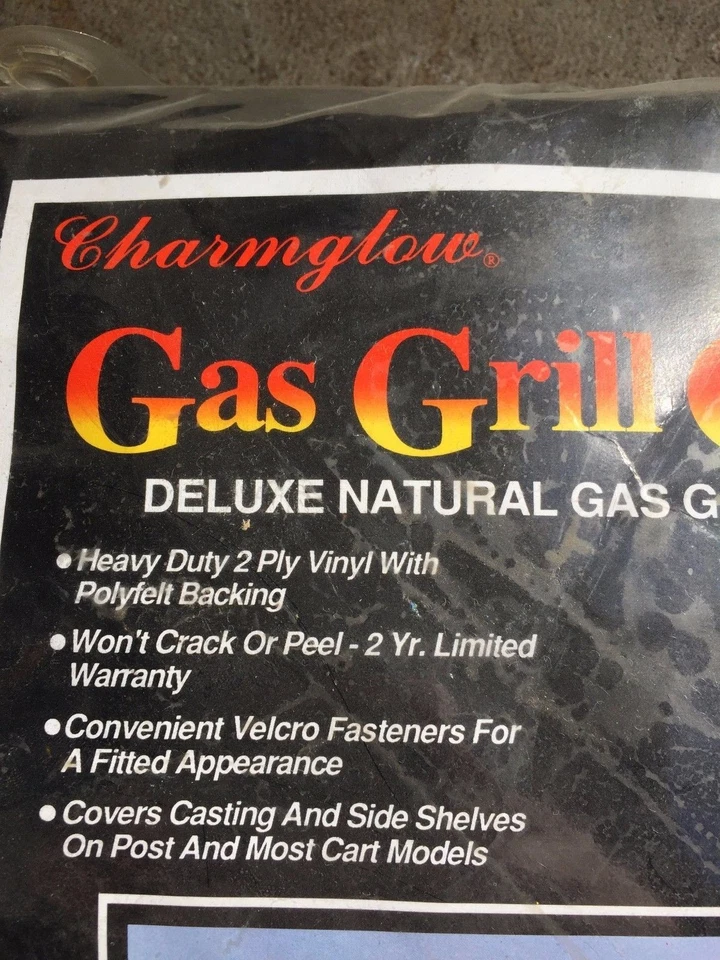 Charmglow®
Gas Grill C
DELUXE NATURAL GAS G
• Heavy Duty 2 Ply Vinyl With
Polyfelt Backing
• Won't Crack Or Peel - 2 Yr. Limited
Warranty
• Convenient Velcro Fasteners For
A Fitted Appearance
• Covers Casting And Side Shelves
On Post And Most Cart Models